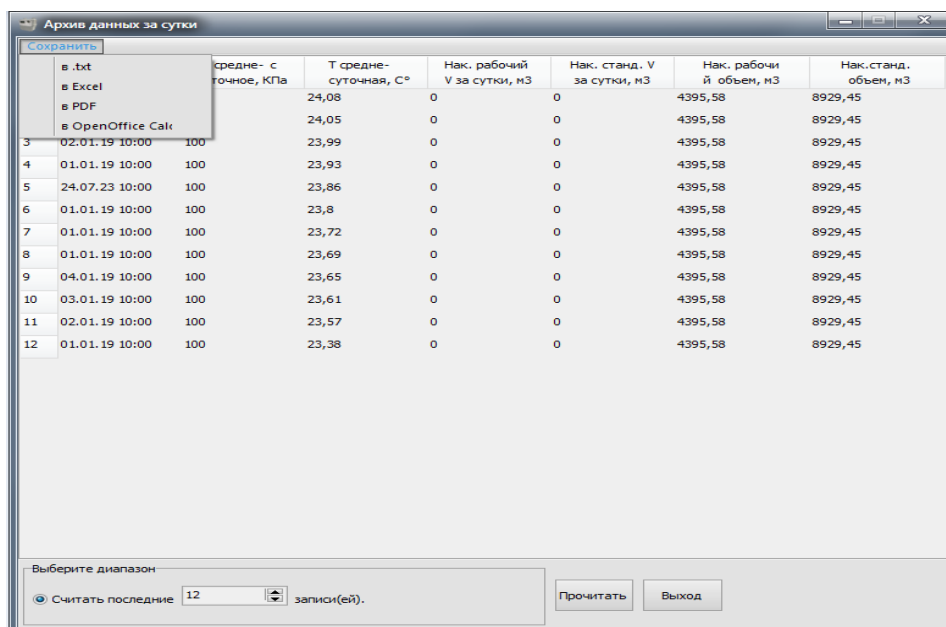 Архив данных за сутки
Сохранить
в .txt
в Excel
в PDF
в OpenOffice Calc
средне- с
точное, КПа
Т средне-
суточная, С°
Нак. рабочий
V за сутки, м3
Нак. станд. V
за сутки, м3
Нак. рабочи
й объем, м3
Нак.станд.
объем, м3
24,08 0 0 4395,58 8929,45
24,05 0 0 4395,58 8929,45
3 02.01.19 10:00 100 23,99 0 0 4395,58 8929,45
4 01.01.19 10:00 100 23,93 0 0 4395,58 8929,45
5 24.07.23 10:00 100 23,86 0 0 4395,58 8929,45
6 01.01.19 10:00 100 23,8 0 0 4395,58 8929,45
7 01.01.19 10:00 100 23,72 0 0 4395,58 8929,45
8 01.01.19 10:00 100 23,69 0 0 4395,58 8929,45
9 04.01.19 10:00 100 23,65 0 0 4395,58 8929,45
10 03.01.19 10:00 100 23,61 0 0 4395,58 8929,45
11 02.01.19 10:00 100 23,57 0 0 4395,58 8929,45
12 01.01.19 10:00 100 23,38 0 0 4395,58 8929,45
Выберите диапазон
Считать последние 12 записи(ей).
Прочитать
Выход